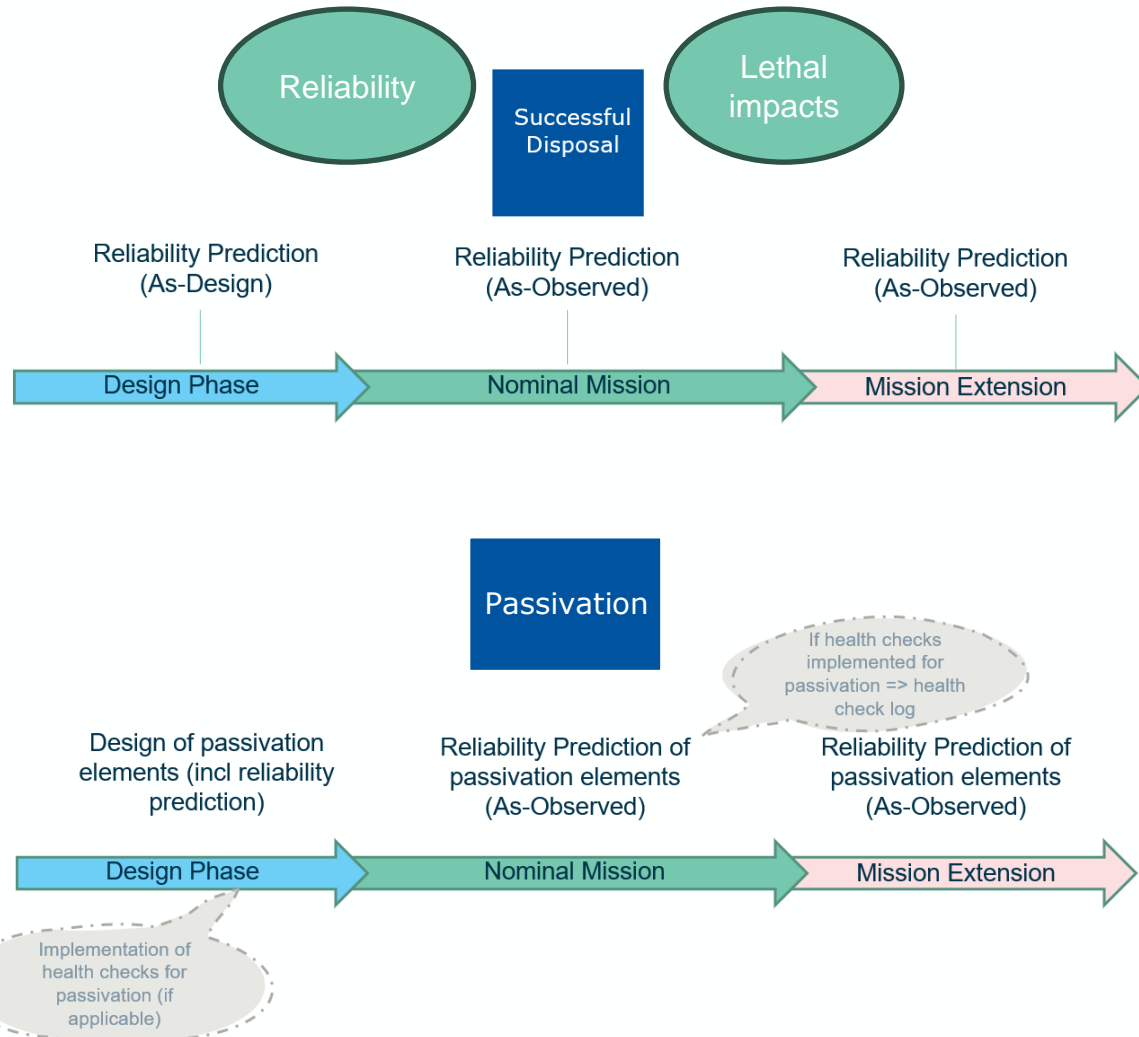 Reliability
Lethal
impacts
Successful
Disposal
Reliability Prediction
(As-Design)
Reliability Prediction
(As-Observed)
Reliability Prediction
(As-Observed)
Design Phase
Nominal Mission
Mission Extension
Passivation
If health checks
implemented for
passivation => health
check log
Design of passivation
elements (incl reliability
prediction)
Reliability Prediction of
passivation elements
(As-Observed)
Reliability Prediction of
passivation elements
(As-Observed)
Design Phase
Nominal Mission
Mission Extension
Implementation of
health checks for
passivation (if
applicable)